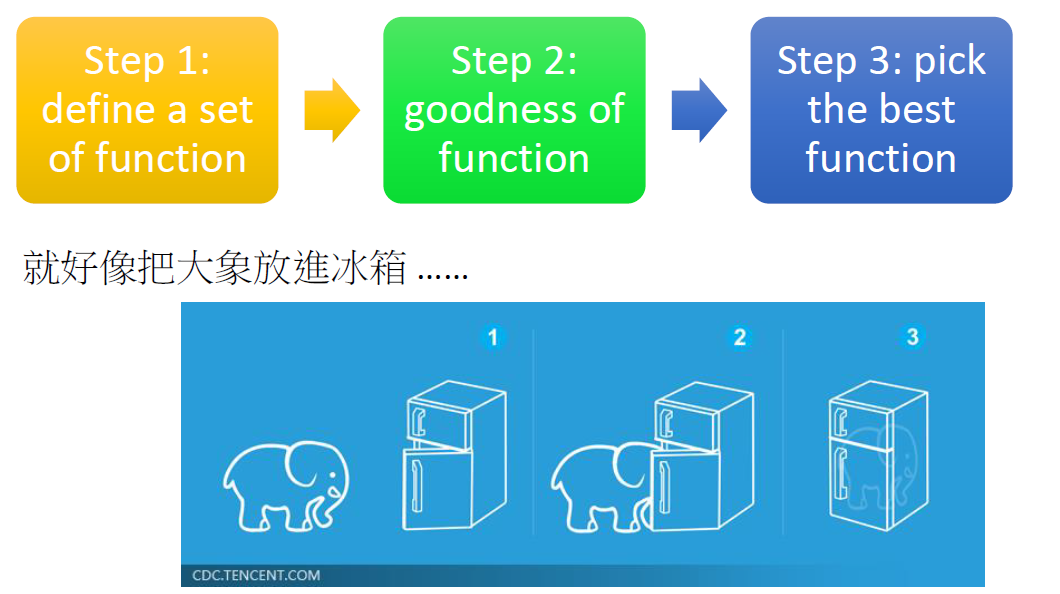 Step 1:
define a set
of function
Step 2:
goodness of
function
Step 3: pick
the best
function
就好像把大象放進冰箱 ......
1
2
3
CDC.TENCENT.COM